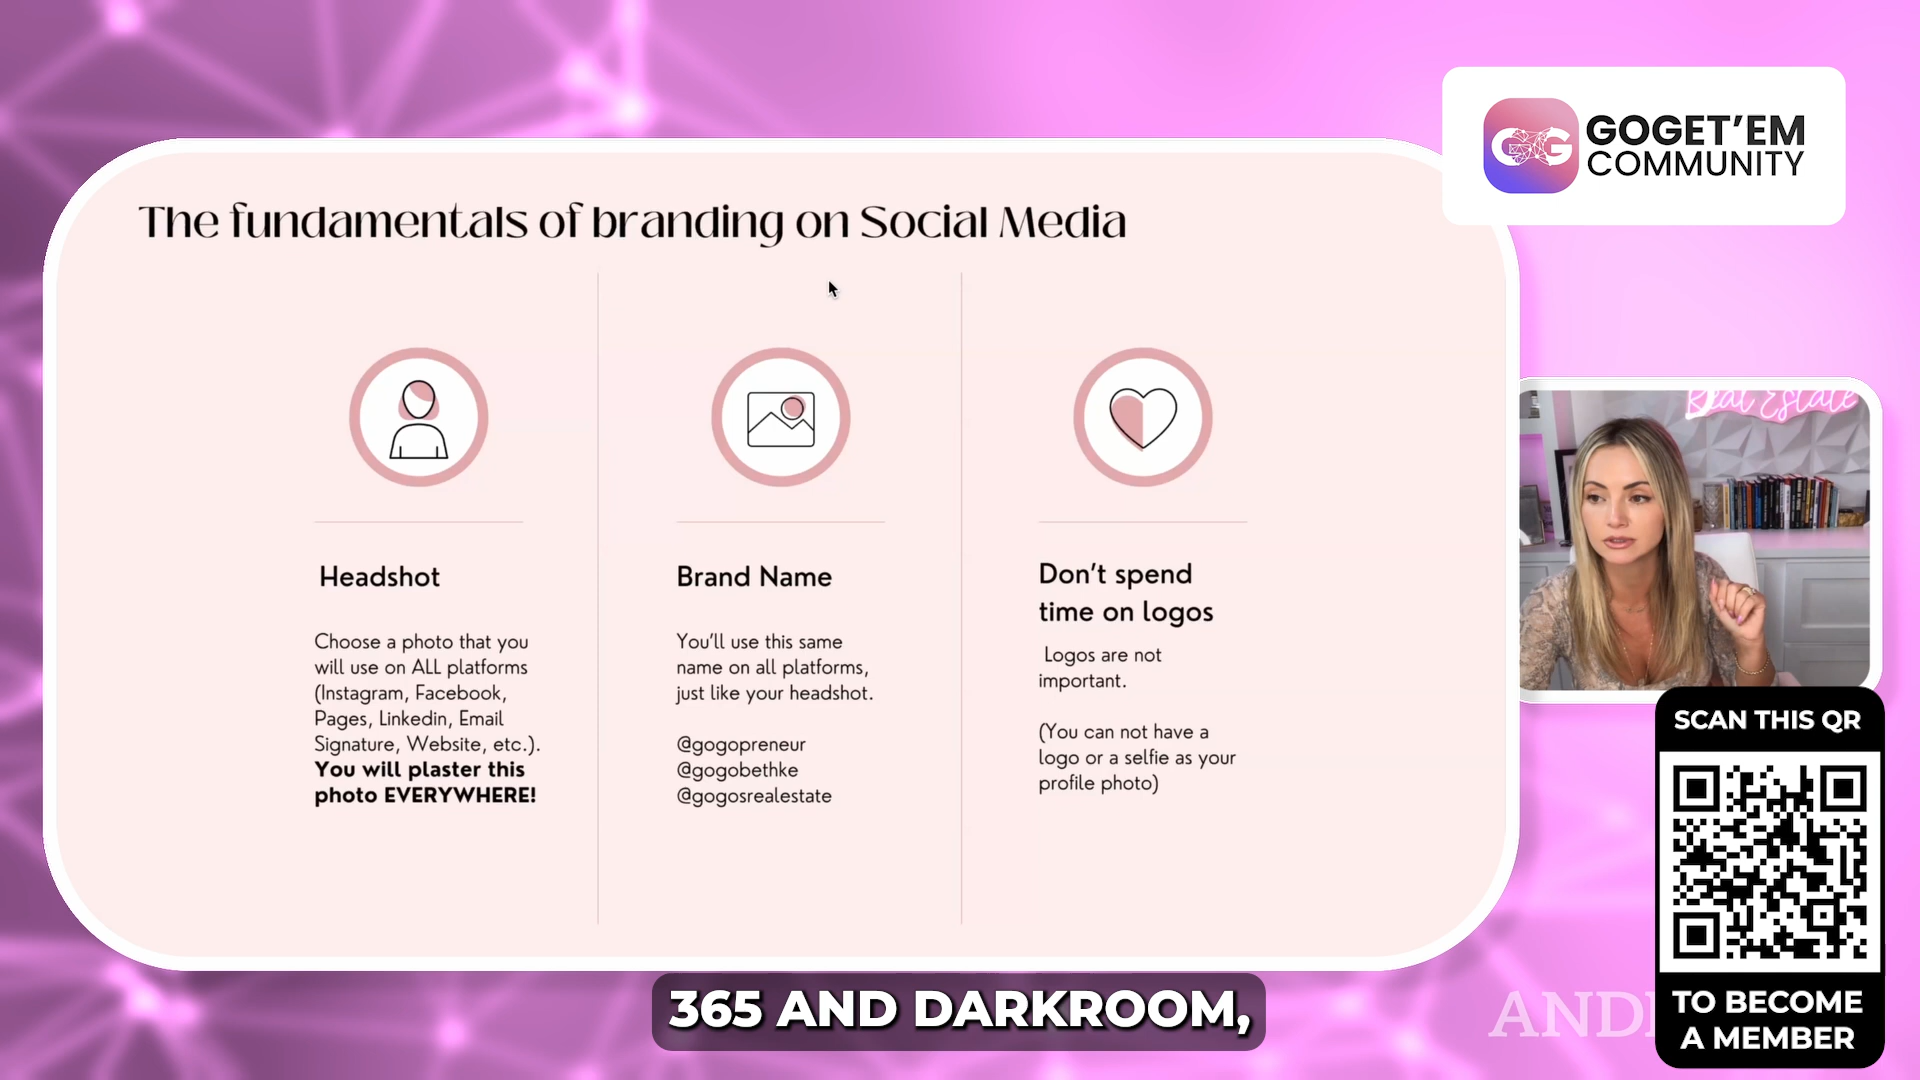 GOGET'EM
COMMUNITY
The fundamentals of branding on Social Media
Headshot
Choose a photo that you
will use on ALL platforms
(Instagram, Facebook,
Pages, Linkedin, Email
Signature, Website, etc.).
You will plaster this
photo EVERYWHERE!
Brand Name
You'll use this same
name on all platforms,
just like your headshot.
@gogopreneur
@gogobethke
@gogosrealestate
Don't spend
time on logos
Logos are not
important.
(You can not have a
logo or a selfie as your
profile photo)
Real Estate
SCAN THIS QR
TO BECOME
A MEMBER
365 AND DARKROOM,